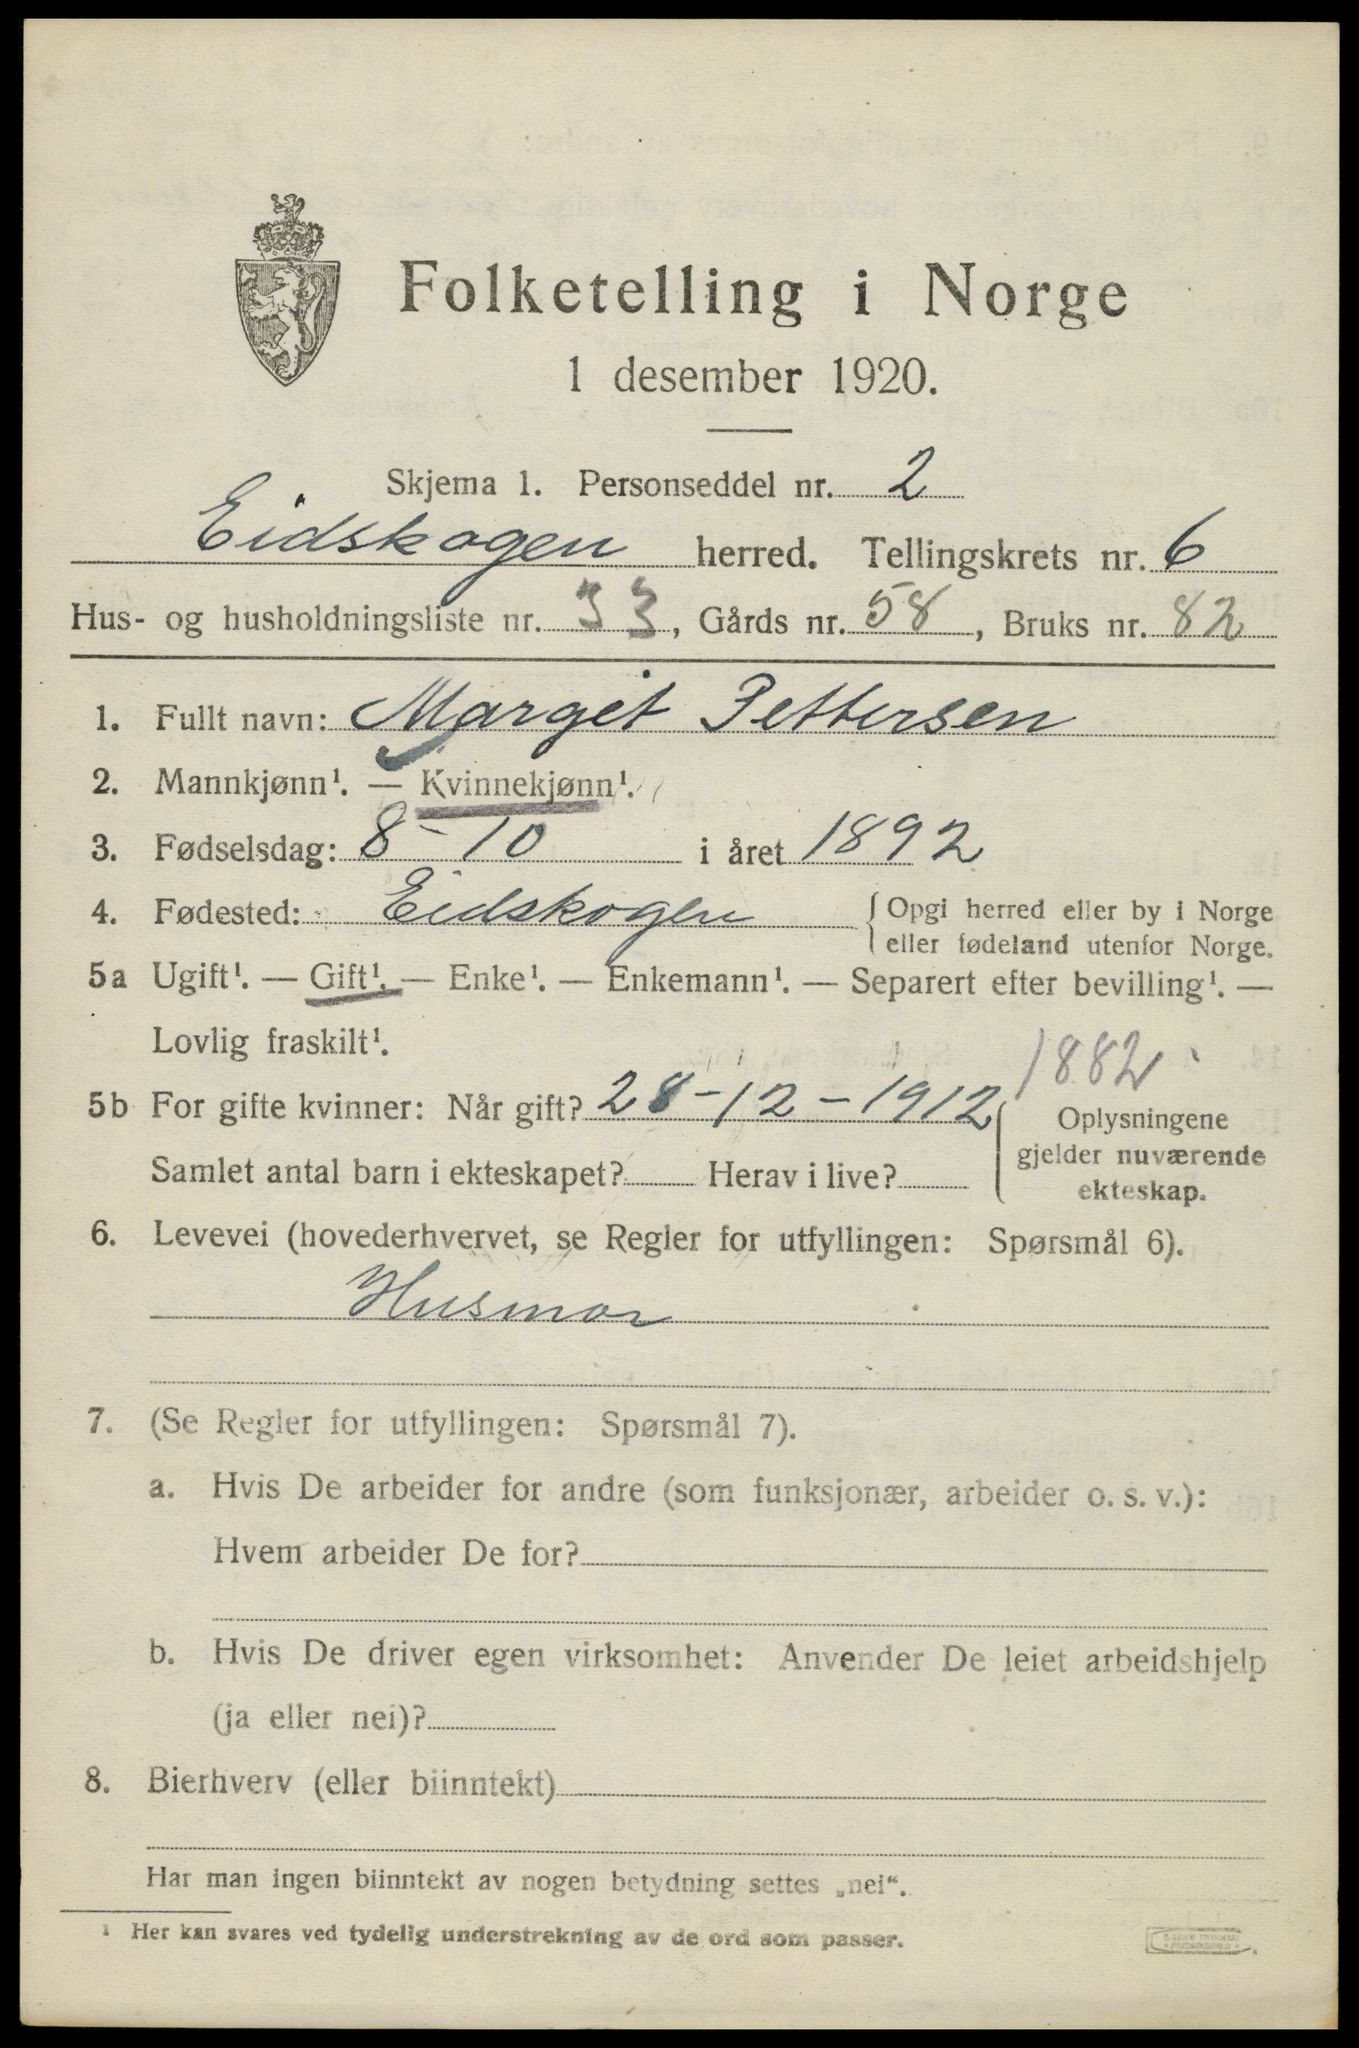 Folketelling i Norge
1 desember 1920.
Skjema 1. Personseddel nr. 2
Eidskogen herred. Tellingskrets nr. 6
Hus- og husholdningsliste nr. 33, Gårds nr. 58, Bruks nr. 82
1. Fullt navn: Margit Pettersen
2. Mannkjønn¹. — Kvinnekjønn¹.
3. Fødselsdag: 8-10 i året 1892
4. Fødested: Eidskogen { Opgi herred eller by i Norge
eller fødeland utenfor Norge.
5a Ugift¹. — Gift¹. — Enke¹. — Enkemann¹. — Separert efter bevilling¹. —
Lovlig fraskilt¹.
1882
5b For gifte kvinner: Når gift? 28-12-1912 { Oplysningene
gjelder nuværende
ekteskap.
Samlet antal barn i ekteskapet? Herav i live?
6. Levevei (hovederhvervet, se Regler for utfyllingen: Spørsmål 6).
Husmor
7. (Se Regler for utfyllingen: Spørsmål 7).
a. Hvis De arbeider for andre (som funksjonær, arbeider o. s. v.):
Hvem arbeider De for?
b. Hvis De driver egen virksomhet: Anvender De leiet arbeidshjelp
(ja eller nei)?
8. Bierhverv (eller biinntekt)
Har man ingen biinntekt av nogen betydning settes „nei“.
¹ Her kan svares ved tydelig understrekning av de ord som passer.